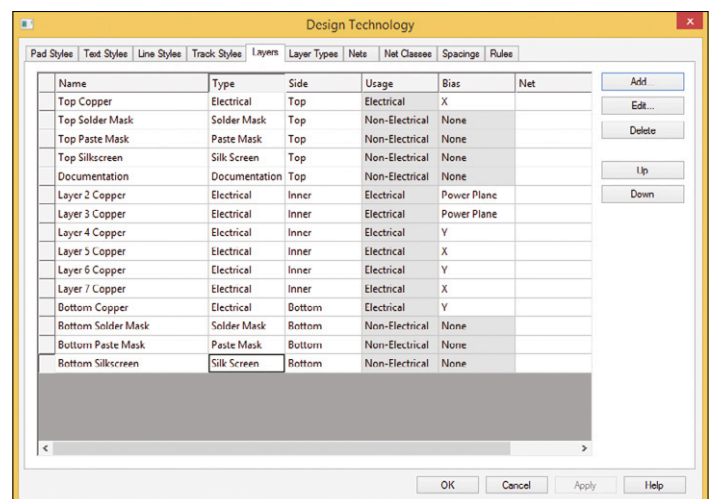 Design Technology
Pad Styles Text Styles Line Styles Track Styles Layers Layer Types Nets Net Classes Spacings Rules
Name Type Side Usage Bias Net
Top Copper Electrical Top Electrical X
Top Solder Mask Solder Mask Top Non-Electrical None
Top Paste Mask Paste Mask Top Non-Electrical None
Top Silkscreen Silk Screen Top Non-Electrical None
Documentation Documentation Top Non-Electrical None
Layer 2 Copper Electrical Inner Electrical Power Plane
Layer 3 Copper Electrical Inner Electrical Power Plane
Layer 4 Copper Electrical Inner Electrical Y
Layer 5 Copper Electrical Inner Electrical X
Layer 6 Copper Electrical Inner Electrical Y
Layer 7 Copper Electrical Inner Electrical X
Bottom Copper Electrical Bottom Electrical Y
Bottom Solder Mask Solder Mask Bottom Non-Electrical None
Bottom Paste Mask Paste Mask Bottom Non-Electrical None
Bottom Silkscreen Silk Screen Bottom Non-Electrical None
Add...
Edit...
Delete
Up
Down
OK Cancel Apply Help